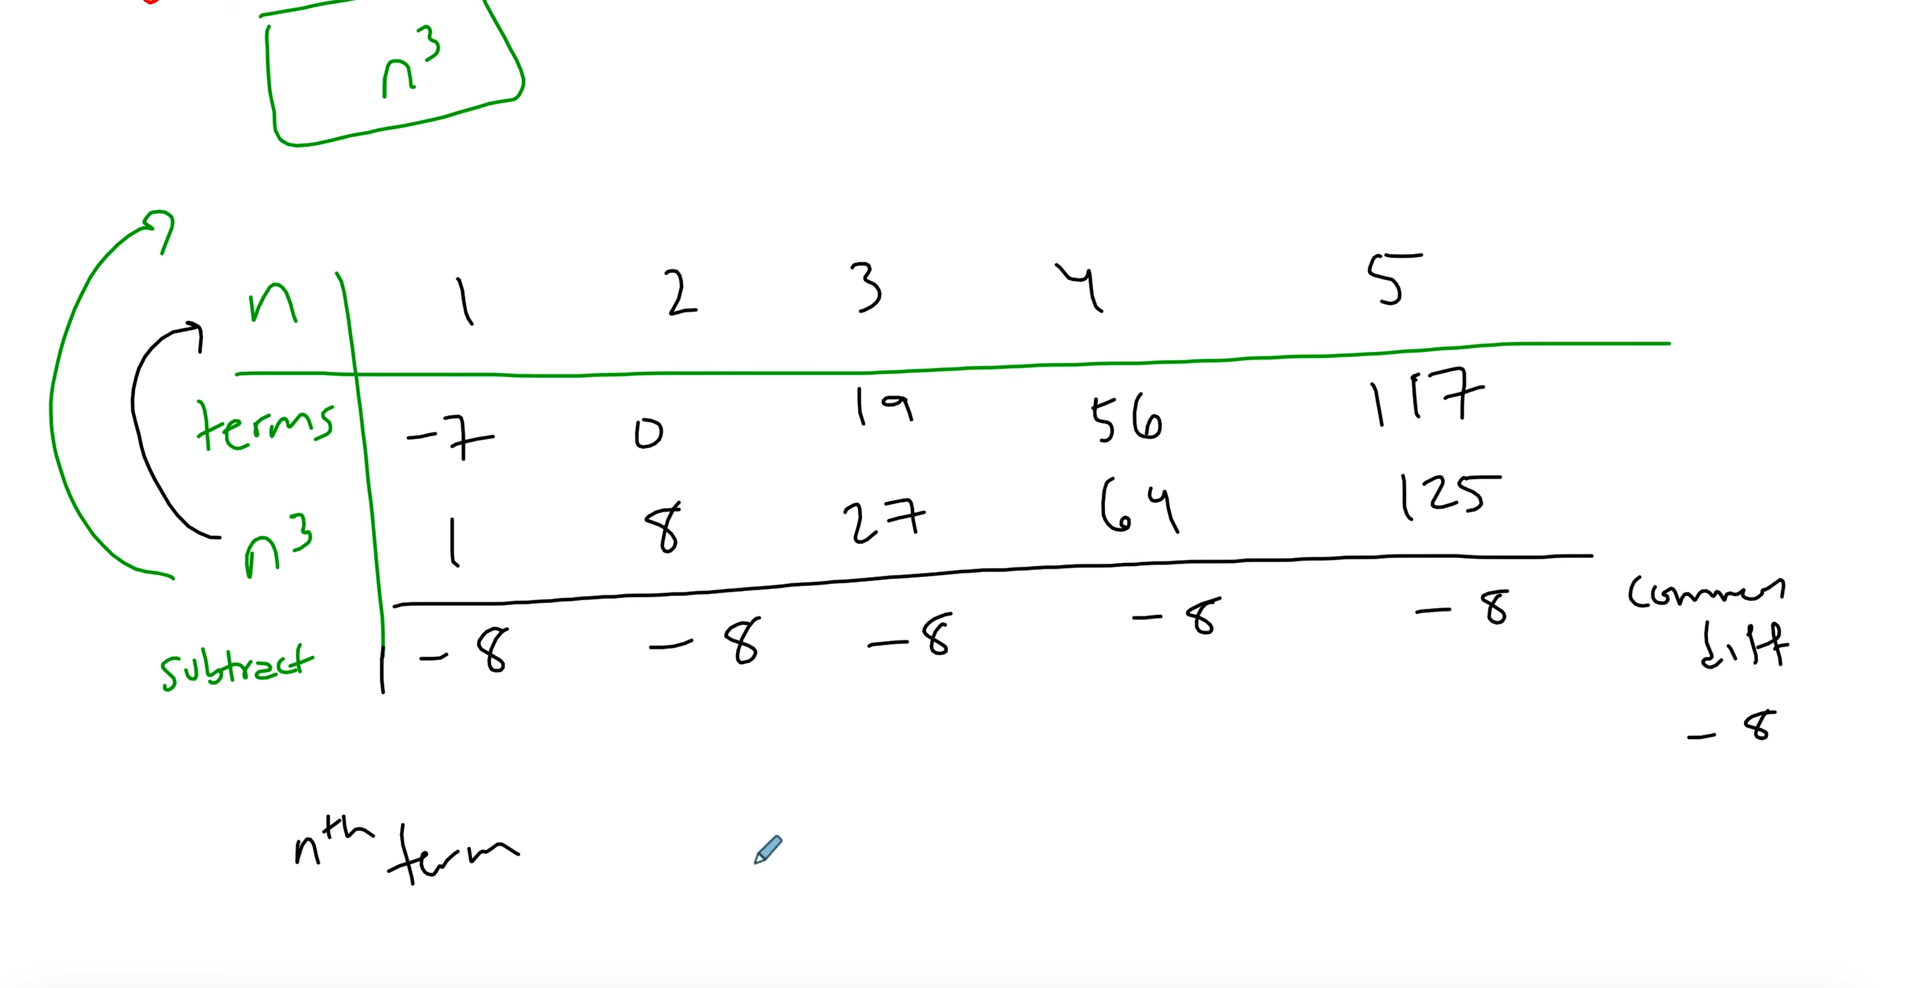 n³
n 1 2 3 4 5
terms -7 0 19 56 117
n³ 1 8 27 64 125
subtract -8 -8 -8 -8 -8
common
diff
-8
nth term